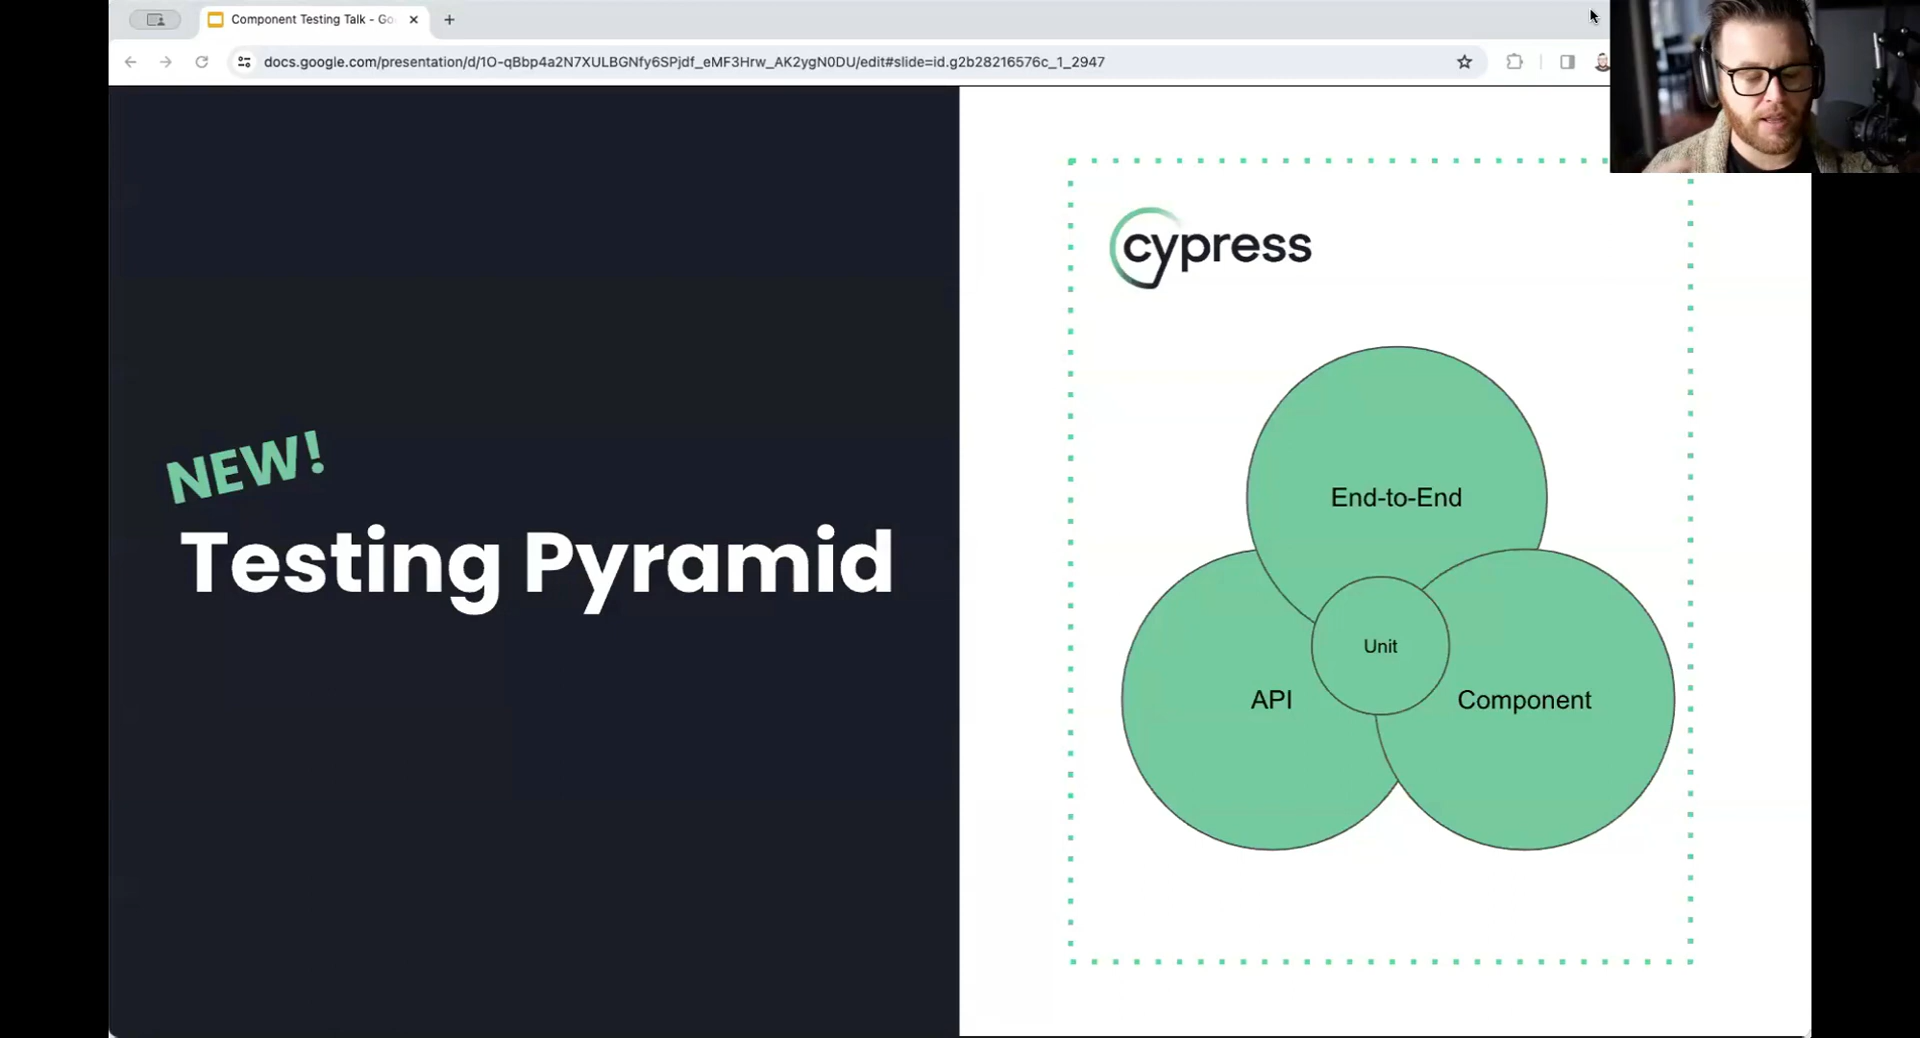 Component Testing Talk - Go
docs.google.com/presentation/d/1O-qBbp4a2N7XULBGNfy6SPjdf_eMF3Hrw_AK2ygN0DU/edit#slide=id.g2b28216576c_1_2947
NEW!
Testing Pyramid
cypress
End-to-End
Unit
API
Component